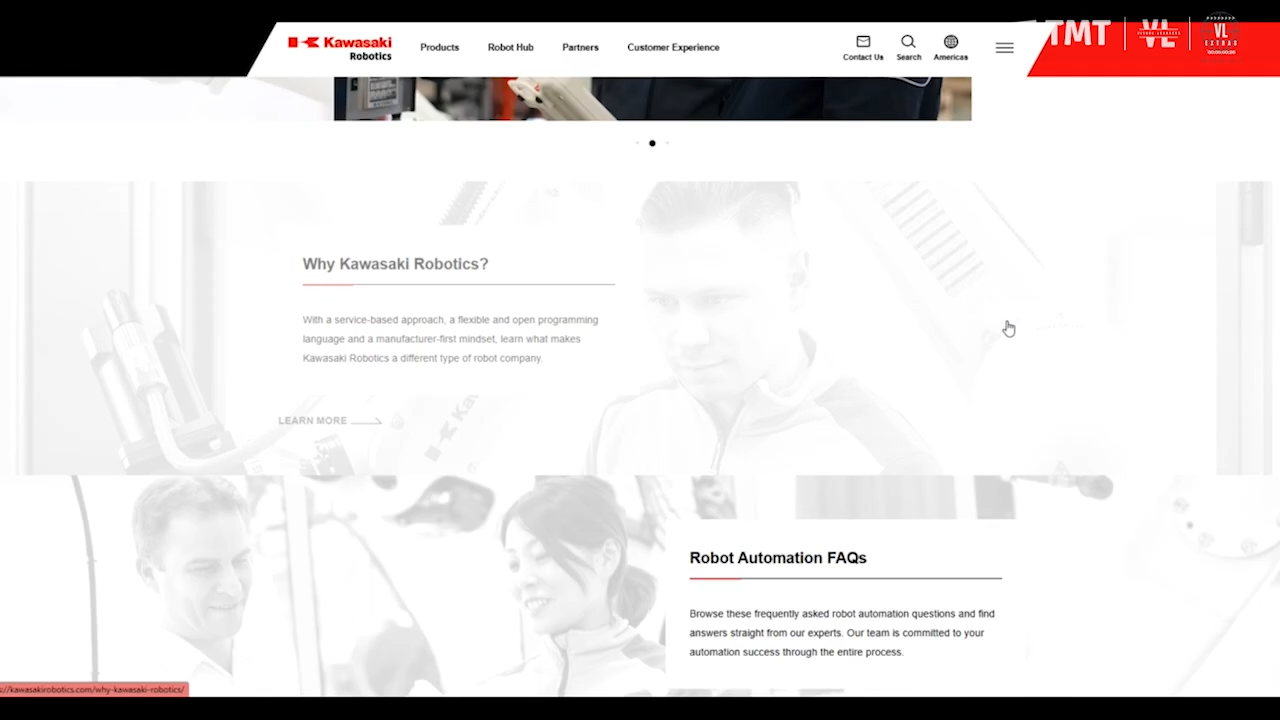 Kawasaki
Robotics
Products
Robot Hub
Partners
Customer Experience
Contact Us
Search
Americas
TMT
VL
VL
EXTRAS
Why Kawasaki Robotics?
With a service-based approach, a flexible and open programming
language and a manufacturer-first mindset, learn what makes
Kawasaki Robotics a different type of robot company.
LEARN MORE
Robot Automation FAQs
Browse these frequently asked robot automation questions and find
answers straight from our experts. Our team is committed to your
automation success through the entire process.
s://kawasakirobotics.com/why-kawasaki-robotics/